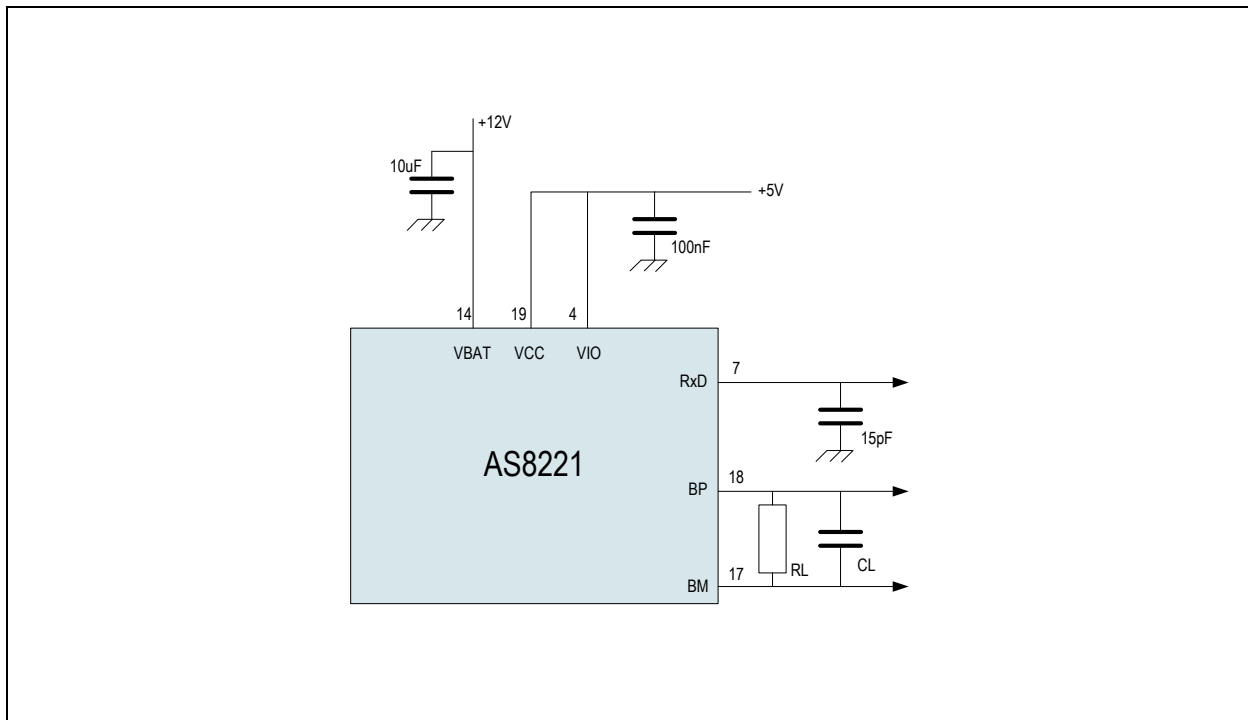 +12V
10uF
+5V
100nF
14 19 4
VBAT VCC VIO
7
RxD
15pF
AS8221
18
BP
RL CL
17
BM